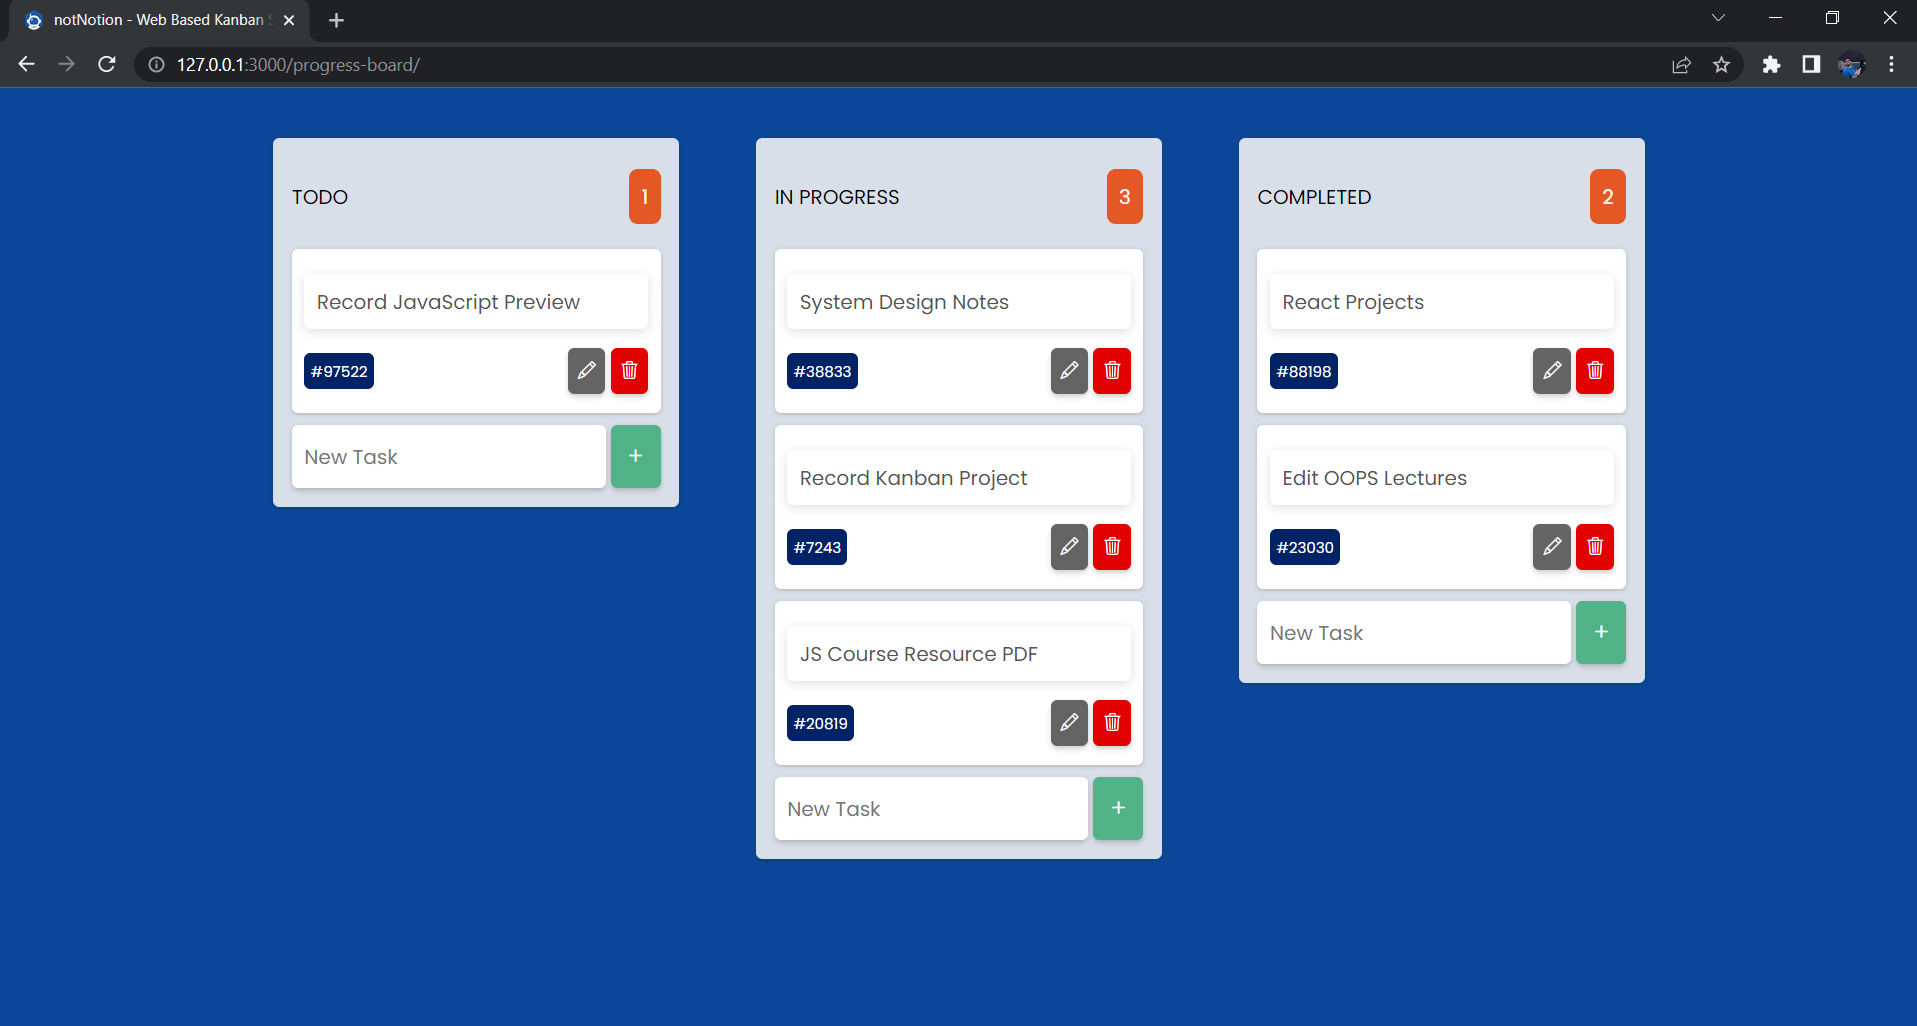 notNotion - Web Based Kanban
127.0.0.1:3000/progress-board/
TODO
1
Record JavaScript Preview
#97522
New Task
+
IN PROGRESS
3
System Design Notes
#38833
Record Kanban Project
#7243
JS Course Resource PDF
#20819
New Task
+
COMPLETED
2
React Projects
#88198
Edit OOPS Lectures
#23030
New Task
+